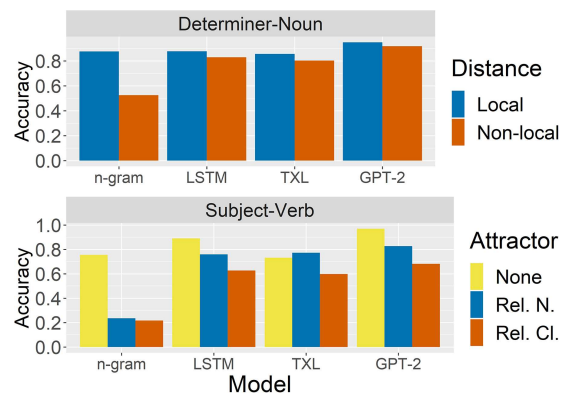 Determiner-Noun
Accuracy
0.8
0.6
0.4
0.2
0.0
n-gram LSTM TXL GPT-2
Distance
Local
Non-local
Subject-Verb
Accuracy
1.0
0.8
0.6
0.4
0.2
0.0
n-gram LSTM TXL GPT-2
Model
Attractor
None
Rel. N.
Rel. Cl.